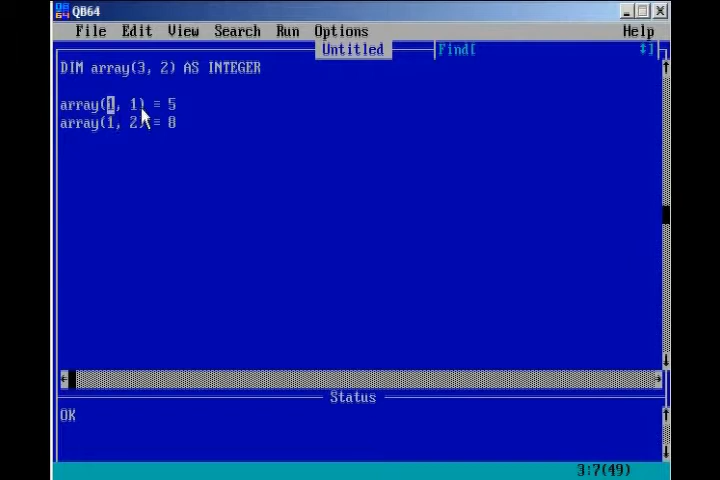 QB64
File Edit View Search Run Options Help
Untitled Find[
DIM array(3, 2) AS INTEGER
array(1, 1) = 5
array(1, 2) = 8
Status
OK
3:7(49)